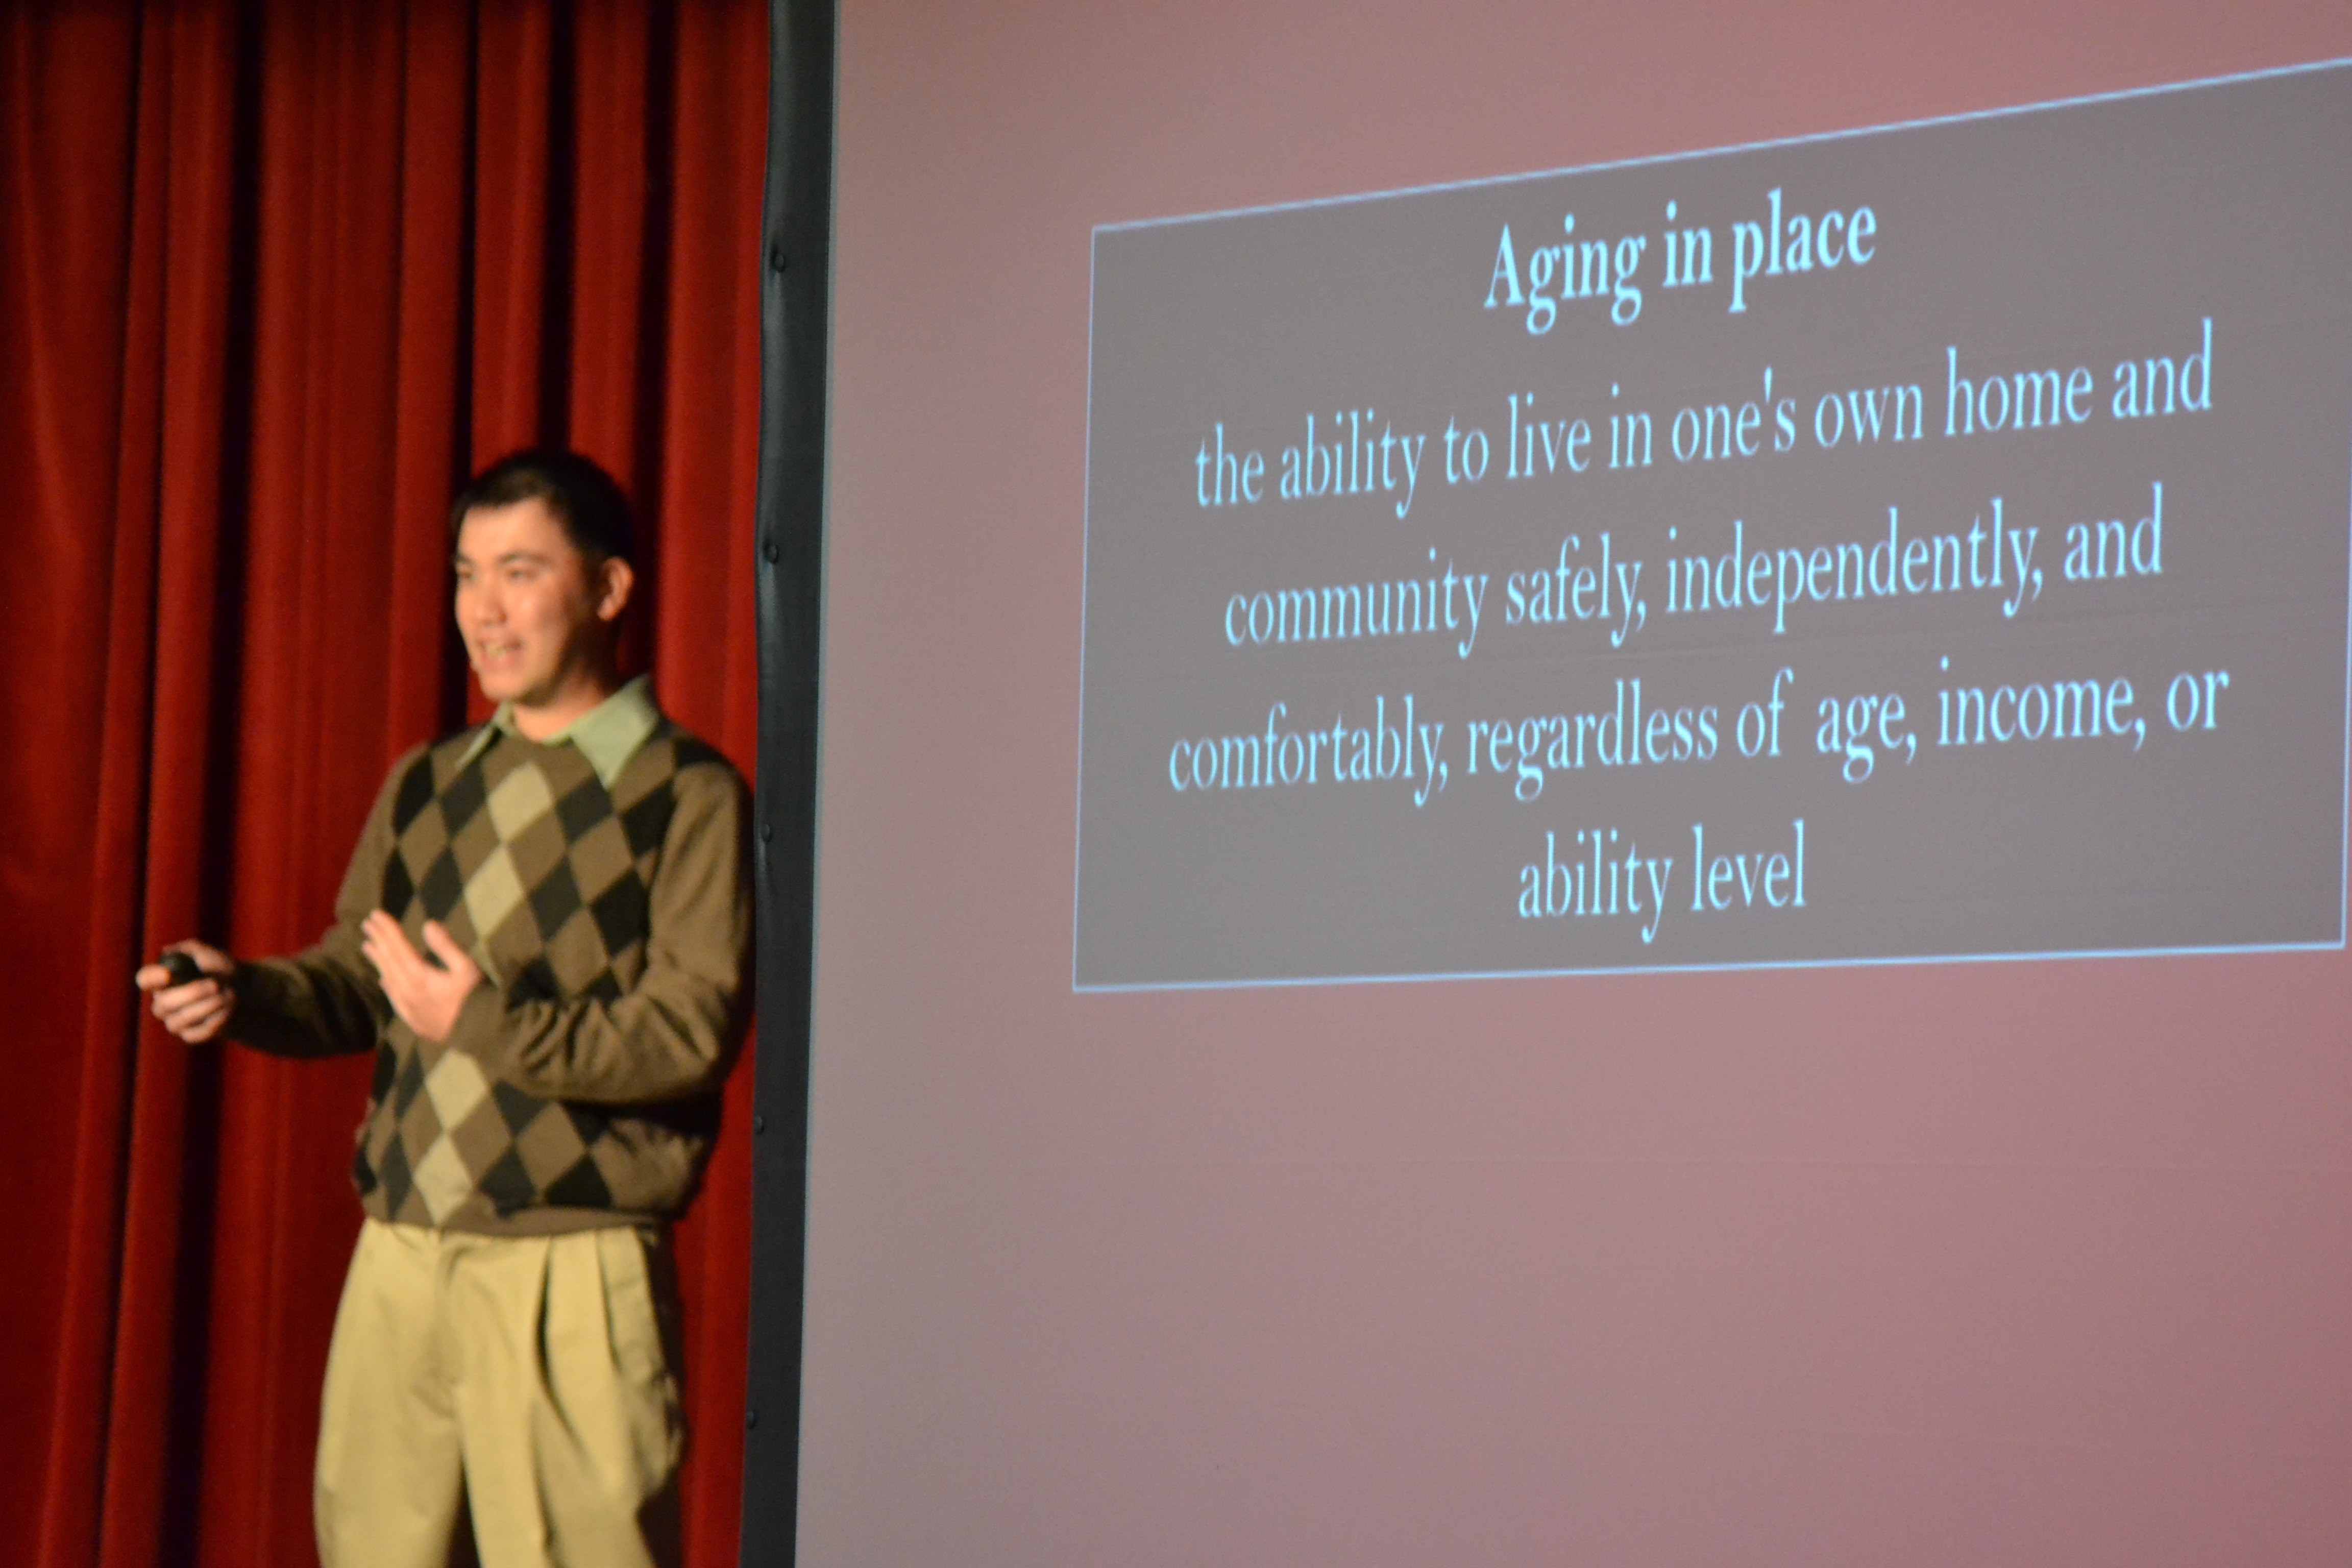 Aging in place
the ability to live in one's own home and
community safely, independently, and
comfortably, regardless of age, income, or
ability level